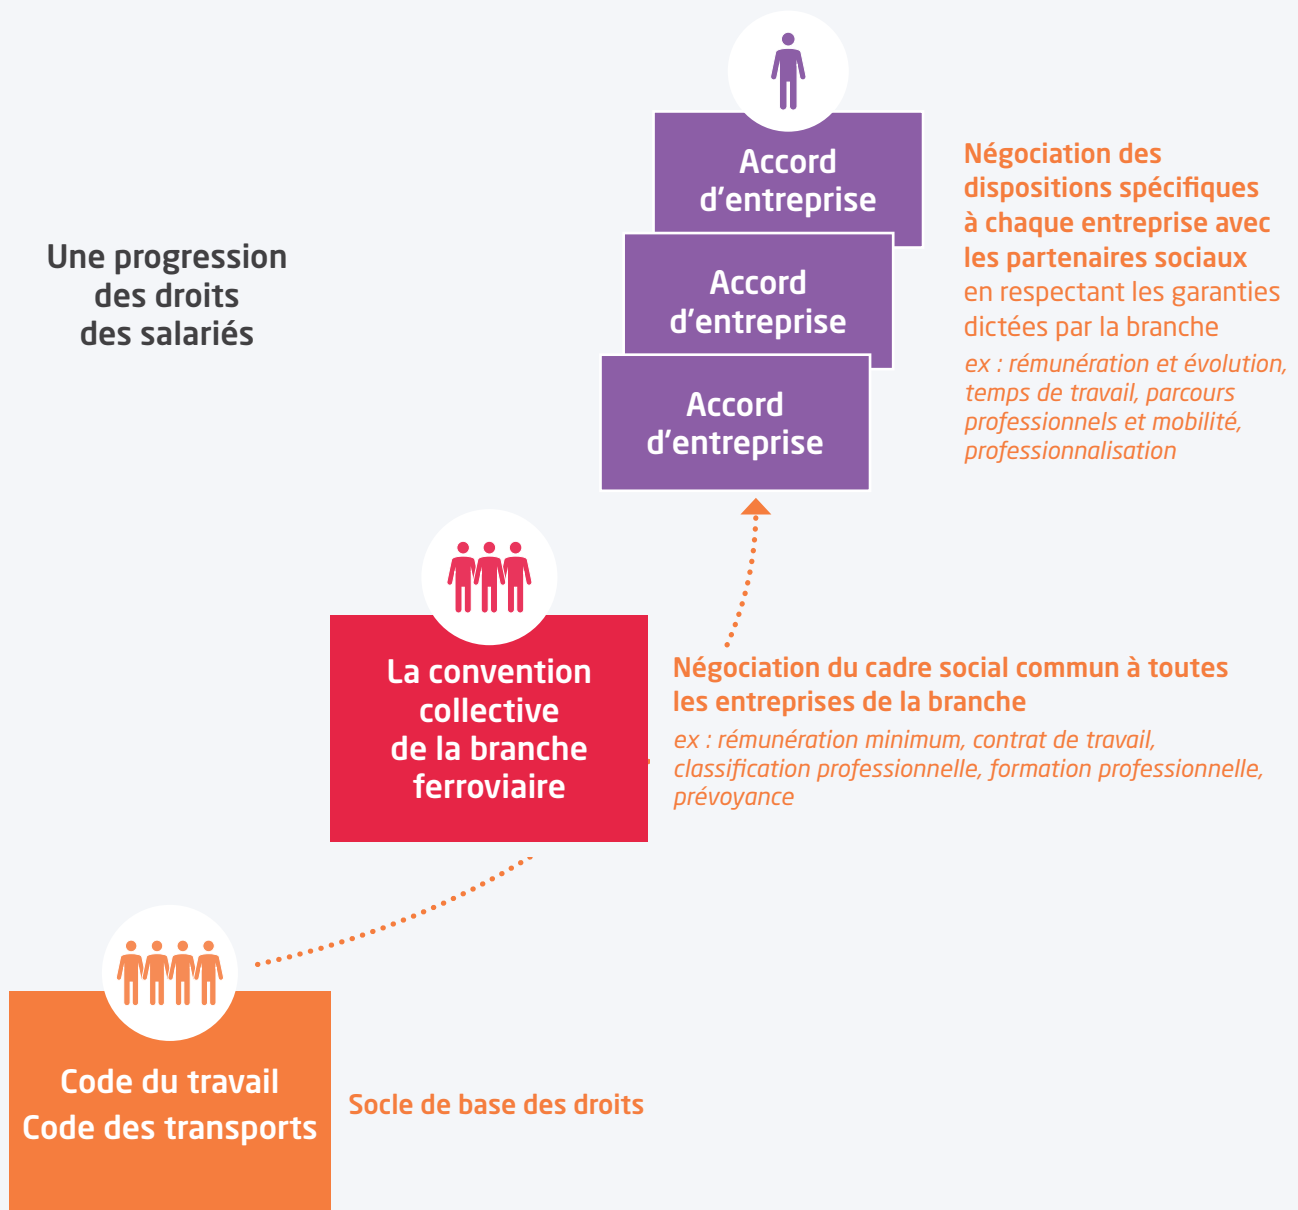 Une progression
des droits
des salariés
Accord
d'entreprise
Accord
d'entreprise
Accord
d'entreprise
Négociation des
dispositions spécifiques
à chaque entreprise avec
les partenaires sociaux
en respectant les garanties
dictées par la branche
ex : rémunération et évolution,
temps de travail, parcours
professionnels et mobilité,
professionnalisation
La convention
collective
de la branche
ferroviaire
Négociation du cadre social commun à toutes
les entreprises de la branche
ex : rémunération minimum, contrat de travail,
classification professionnelle, formation professionnelle,
prévoyance
Code du travail
Code des transports
Socle de base des droits